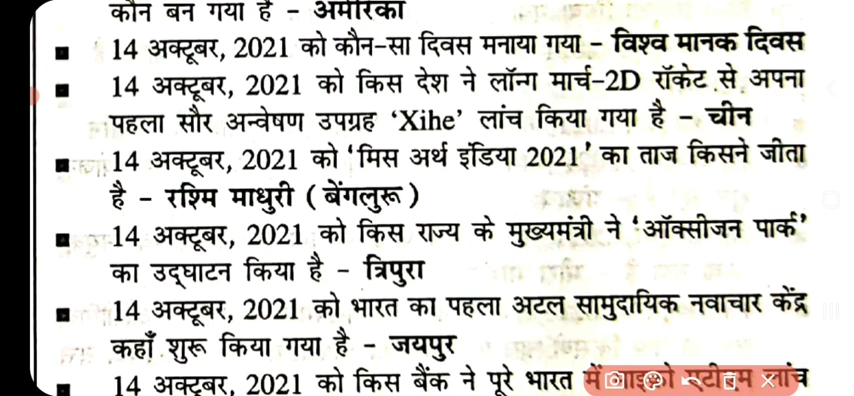 कौन बन गया है – अमेरिका
▪ 14 अक्टूबर, 2021 को कौन-सा दिवस मनाया गया – विश्व मानक दिवस
▪ 14 अक्टूबर, 2021 को किस देश ने लॉन्ग मार्च-2D रॉकेट से अपना
पहला सौर अन्वेषण उपग्रह ‘Xihe’ लांच किया गया है – चीन
▪ 14 अक्टूबर, 2021 को ‘मिस अर्थ इंडिया 2021’ का ताज किसने जीता
है – रश्मि माधुरी (बेंगलुरू)
▪ 14 अक्टूबर, 2021 को किस राज्य के मुख्यमंत्री ने ‘ऑक्सीजन पार्क’
का उद्घाटन किया है – त्रिपुरा
▪ 14 अक्टूबर, 2021 को भारत का पहला अटल सामुदायिक नवाचार केंद्र
कहाँ शुरू किया गया है – जयपुर
▪ 14 अक्टूबर, 2021 को किस बैंक ने पूरे भारत में एटीएम लांच